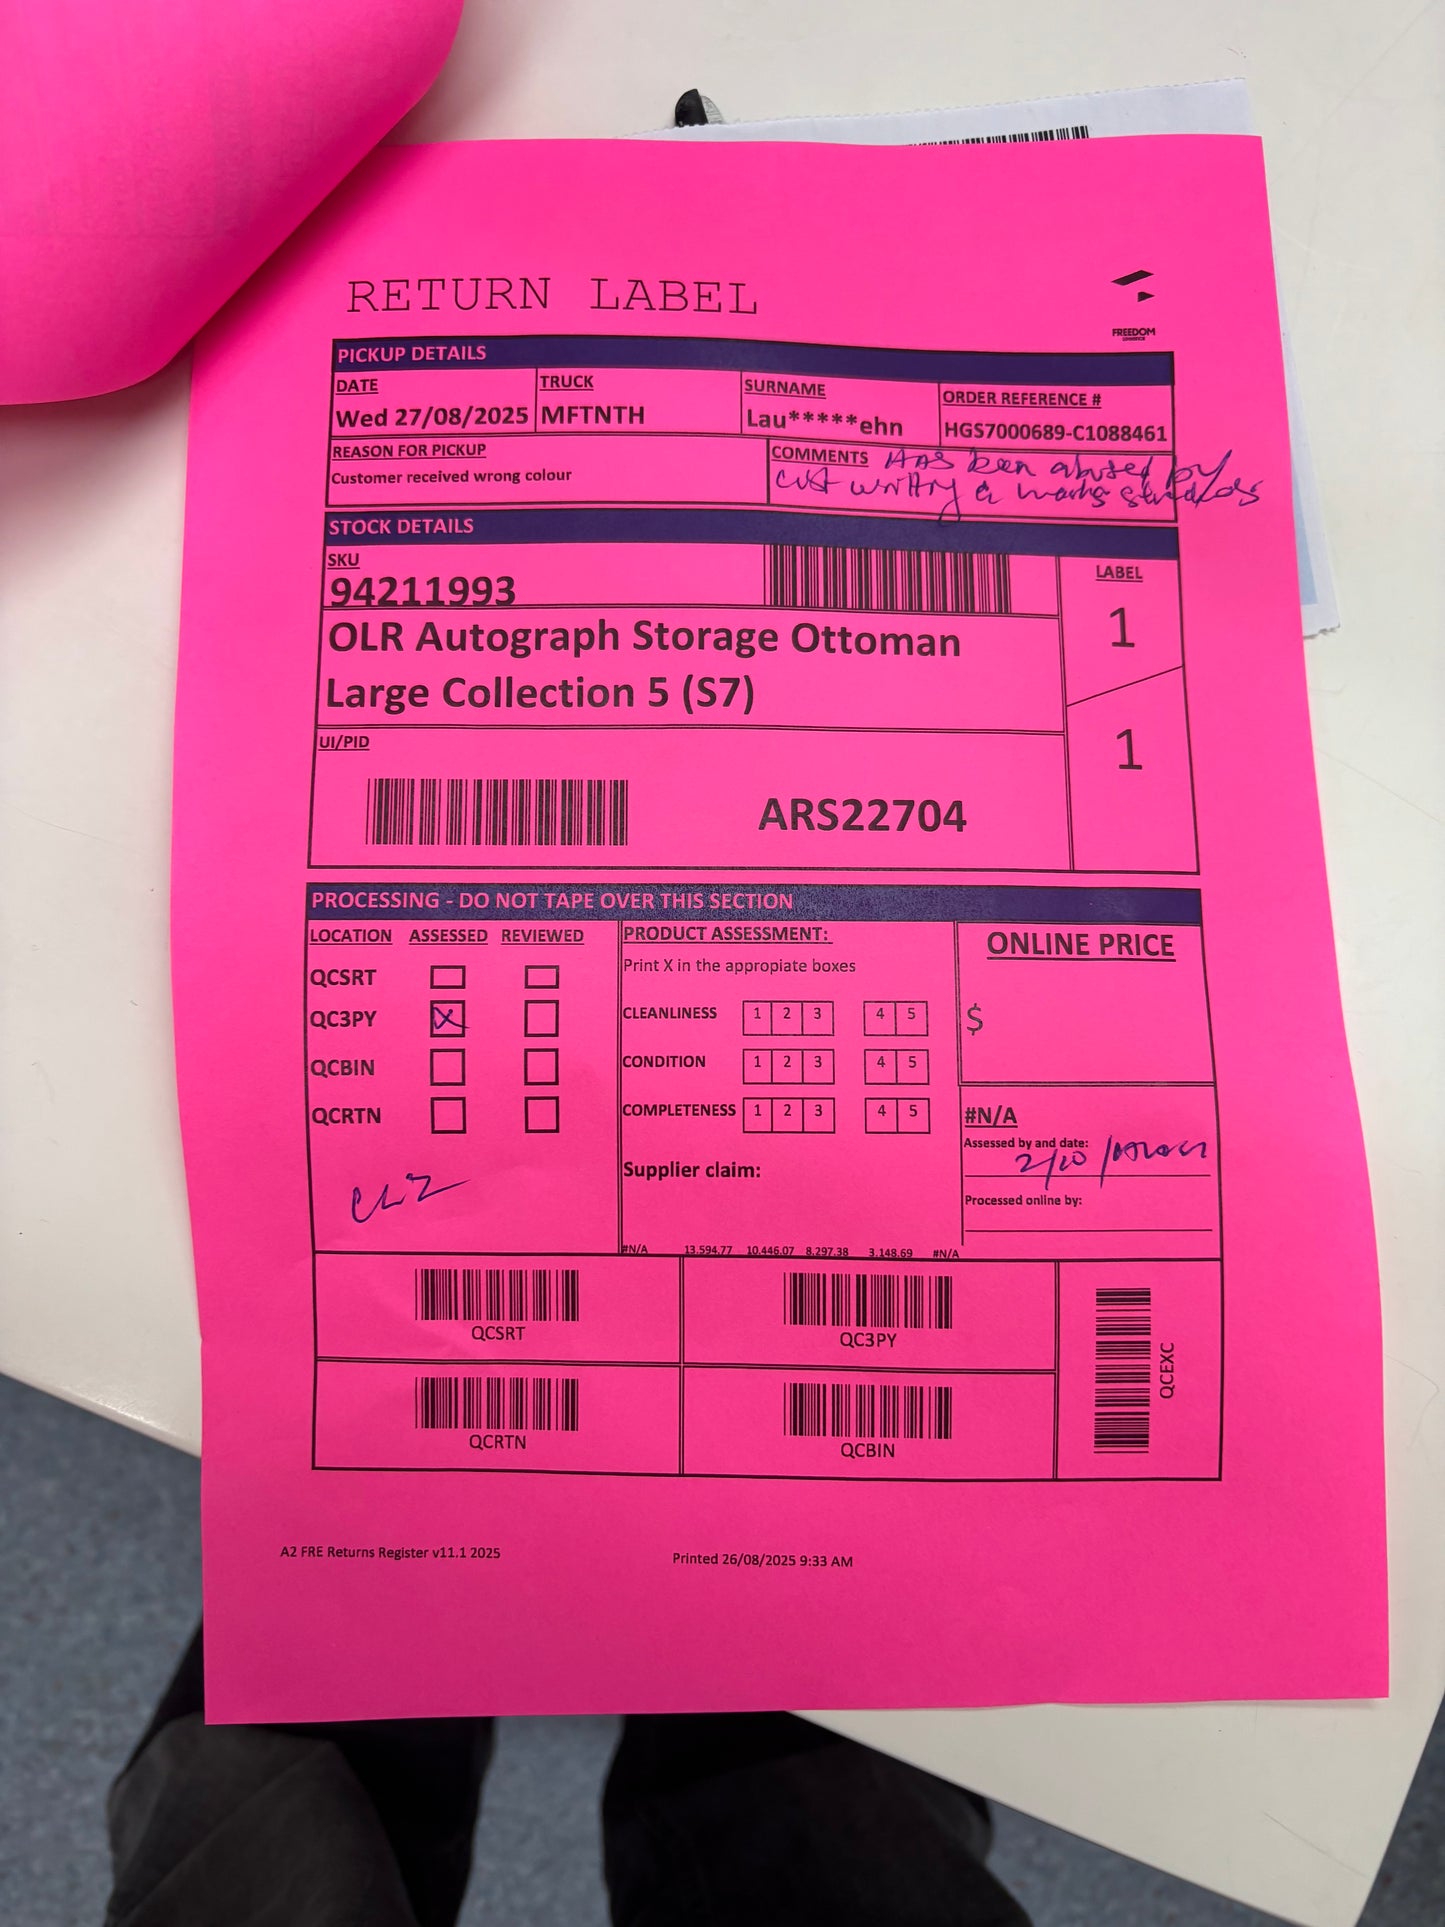 RETURN LABEL
FREEDOM
PICKUP DETAILS
DATE TRUCK SURNAME ORDER REFERENCE #
Wed 27/08/2025 MFTNTH Lau*****ehn HGS7000689-C1088461
REASON FOR PICKUP
Customer received wrong colour
COMMENTS Has been abused by
cust writing & marks
STOCK DETAILS
SKU
94211993
LABEL
1
OLR Autograph Storage Ottoman
Large Collection 5 (S7)
1
UI/PID
ARS22704
PROCESSING - DO NOT TAPE OVER THIS SECTION
LOCATION ASSESSED REVIEWED
QCSRT
QC3PY X
QCBIN
QCRTN
PRODUCT ASSESSMENT:
Print X in the appropiate boxes
CLEANLINESS 1 2 3 4 5
CONDITION 1 2 3 4 5
COMPLETENESS 1 2 3 4 5
Supplier claim:
#N/A 13,594.77 10,446.07 8,297.38 3,148.69 #N/A
ONLINE PRICE
$
#N/A
Assessed by and date:
2/10
Processed online by:
QCSRT
QC3PY
QCEXC
QCRTN
QCBIN
A2 FRE Returns Register v11.1 2025
Printed 26/08/2025 9:33 AM